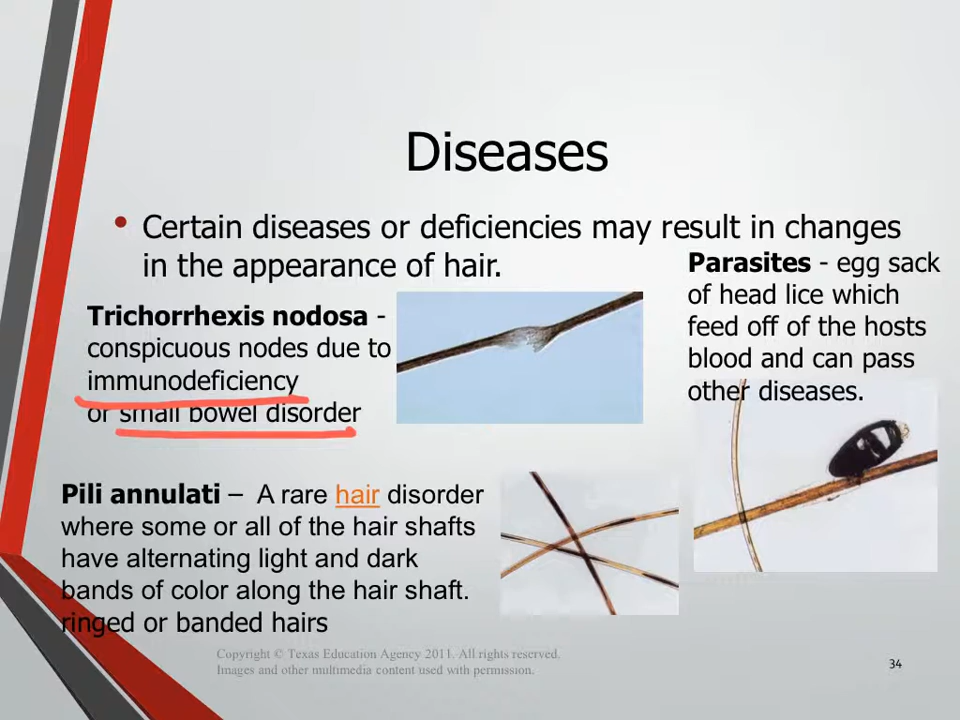 Diseases
• Certain diseases or deficiencies may result in changes
in the appearance of hair.
Parasites - egg sack
of head lice which
feed off of the hosts
blood and can pass
other diseases.
Trichorrhexis nodosa -
conspicuous nodes due to
immunodeficiency
or small bowel disorder
Pili annulati – A rare hair disorder
where some or all of the hair shafts
have alternating light and dark
bands of color along the hair shaft.
ringed or banded hairs
Copyright © Texas Education Agency 2011. All rights reserved.
Images and other multimedia content used with permission.
34